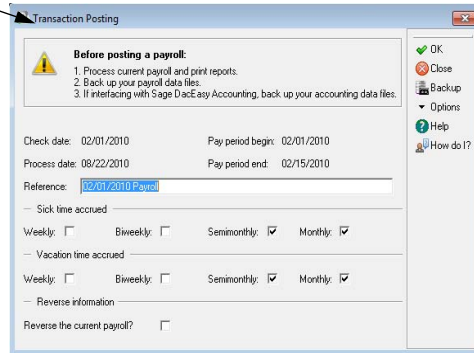 Transaction Posting
Before posting a payroll:
1. Process current payroll and print reports.
2. Back up your payroll data files.
3. If interfacing with Sage DacEasy Accounting, back up your accounting data files.
Check date: 02/01/2010 Pay period begin: 02/01/2010
Process date: 08/22/2010 Pay period end: 02/15/2010
Reference: 02/01/2010 Payroll
Sick time accrued
Weekly: Biweekly: Semimonthly: Monthly:
Vacation time accrued
Weekly: Biweekly: Semimonthly: Monthly:
Reverse information
Reverse the current payroll?
OK
Close
Backup
Options
Help
How do I?